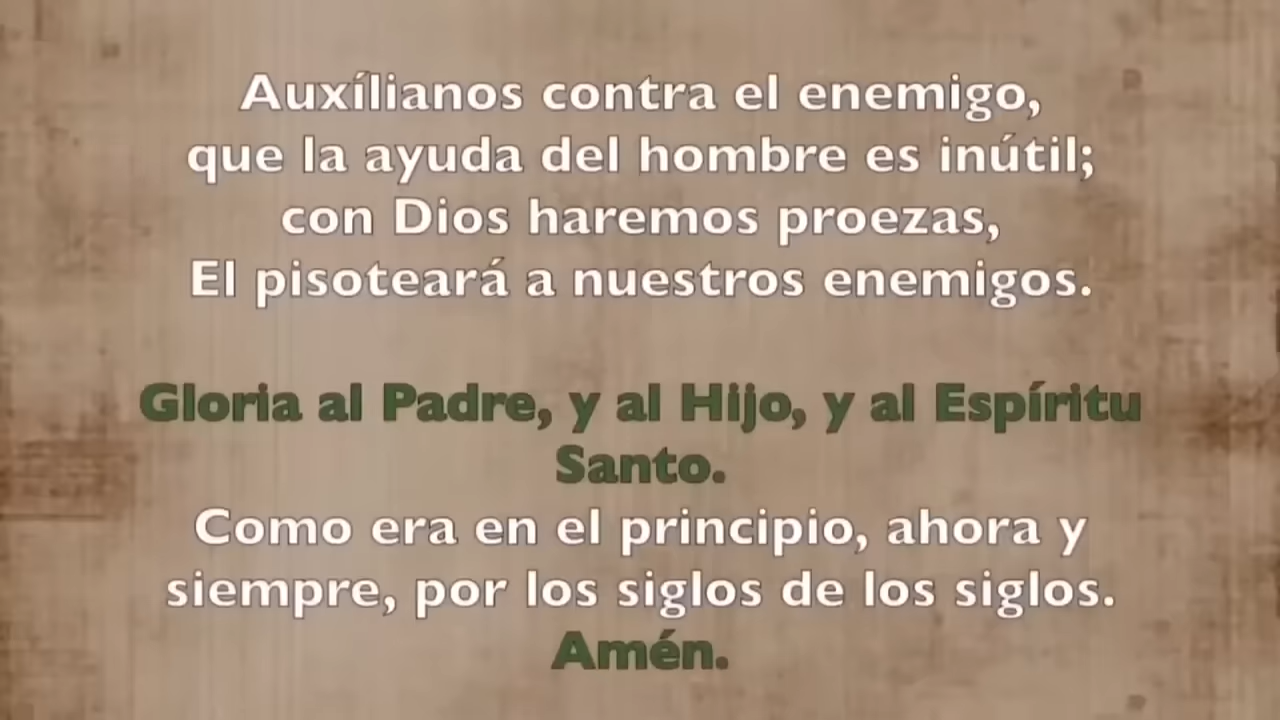 Auxílianos contra el enemigo,
que la ayuda del hombre es inútil;
con Dios haremos proezas,
El pisoteará a nuestros enemigos.
Gloria al Padre, y al Hijo, y al Espíritu
Santo.
Como era en el principio, ahora y
siempre, por los siglos de los siglos.
Amén.